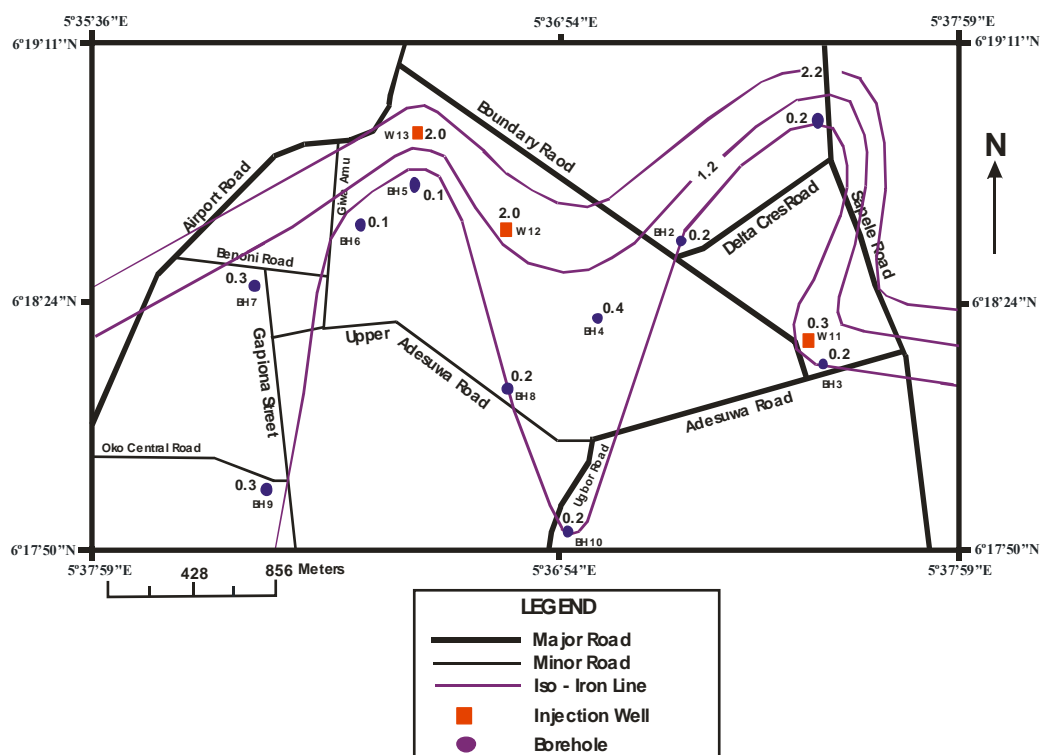 5°35'36"E 5°36'54"E 5°37'59"E
6°19'11"N 6°19'11"N
2.2
0.2
W13 2.0
Boundary Raod
N
Airport Road
Giwa Amu
1.2
BH5 0.1
Sapele Road
Delta Cres Road
2.0
W12
0.1
BH6
BH2 0.2
Benoni Road
0.3
BH7
6°18'24"N 6°18'24"N
0.4
BH4
0.3
W11
Upper Adesuwa Road
0.2
BH3
0.2
BH8
Gapiona Street
Adesuwa Road
Oko Central Road
Ugbor Road
0.3
BH9
0.2
BH10
6°17'50"N 6°17'50"N
5°37'59"E 5°36'54"E 5°37'59"E
428 856 Meters
LEGEND
Major Road
Minor Road
Iso - Iron Line
Injection Well
Borehole